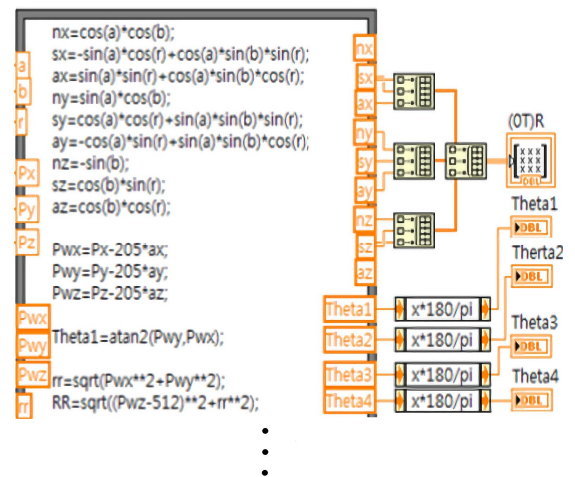 nx=cos(a)*cos(b);
sx=-sin(a)*cos(r)+cos(a)*sin(b)*sin(r);
ax=sin(a)*sin(r)+cos(a)*sin(b)*cos(r);
ny=sin(a)*cos(b);
sy=cos(a)*cos(r)+sin(a)*sin(b)*sin(r);
ay=-cos(a)*sin(r)+sin(a)*sin(b)*cos(r);
nz=-sin(b);
sz=cos(b)*sin(r);
az=cos(b)*cos(r);
Pwx=Px-205*ax;
Pwy=Py-205*ay;
Pwz=Pz-205*az;
Theta1=atan2(Pwy,Pwx);
rr=sqrt(Pwx**2+Pwy**2);
RR=sqrt((Pwz-512)**2+rr**2);
a
b
r
Px
Py
Pz
Pwx
Pwy
Pwz
rr
nx
sx
ax
ny
sy
ay
nz
sz
az
Theta1
Theta2
Theta3
Theta4
x*180/pi
x*180/pi
x*180/pi
x*180/pi
(0T)R
x x x
x x x
DBL
Theta1
DBL
Therta2
DBL
Theta3
DBL
Theta4
DBL